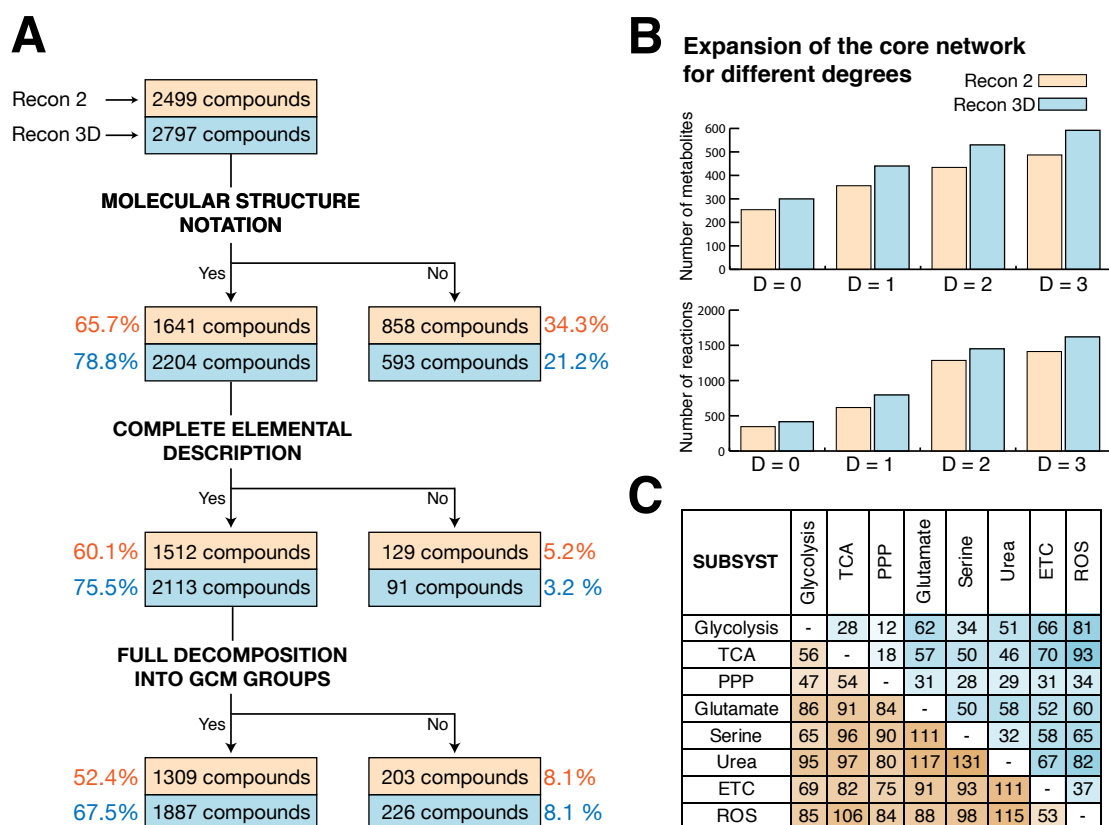 A
Recon 2
2499 compounds
Recon 3D
2797 compounds
MOLECULAR STRUCTURE
NOTATION
Yes
No
65.7%
1641 compounds
858 compounds
34.3%
78.8%
2204 compounds
593 compounds
21.2%
COMPLETE ELEMENTAL
DESCRIPTION
Yes
No
60.1%
1512 compounds
129 compounds
5.2%
75.5%
2113 compounds
91 compounds
3.2 %
FULL DECOMPOSITION
INTO GCM GROUPS
Yes
No
52.4%
1309 compounds
203 compounds
8.1%
67.5%
1887 compounds
226 compounds
8.1 %
B
Expansion of the core network
for different degrees
Recon 2
Recon 3D
Number of metabolites
600
500
400
300
200
100
0
D = 0
D = 1
D = 2
D = 3
Number of reactions
2000
1500
1000
500
0
D = 0
D = 1
D = 2
D = 3
C
SUBSYST Glycolysis TCA PPP Glutamate Serine Urea ETC ROS
Glycolysis - 28 12 62 34 51 66 81
TCA 56 - 18 57 50 46 70 93
PPP 47 54 - 31 28 29 31 34
Glutamate 86 91 84 - 50 58 52 60
Serine 65 96 90 111 - 32 58 65
Urea 95 97 80 117 131 - 67 82
ETC 69 82 75 91 93 111 - 37
ROS 85 106 84 88 98 115 53 -